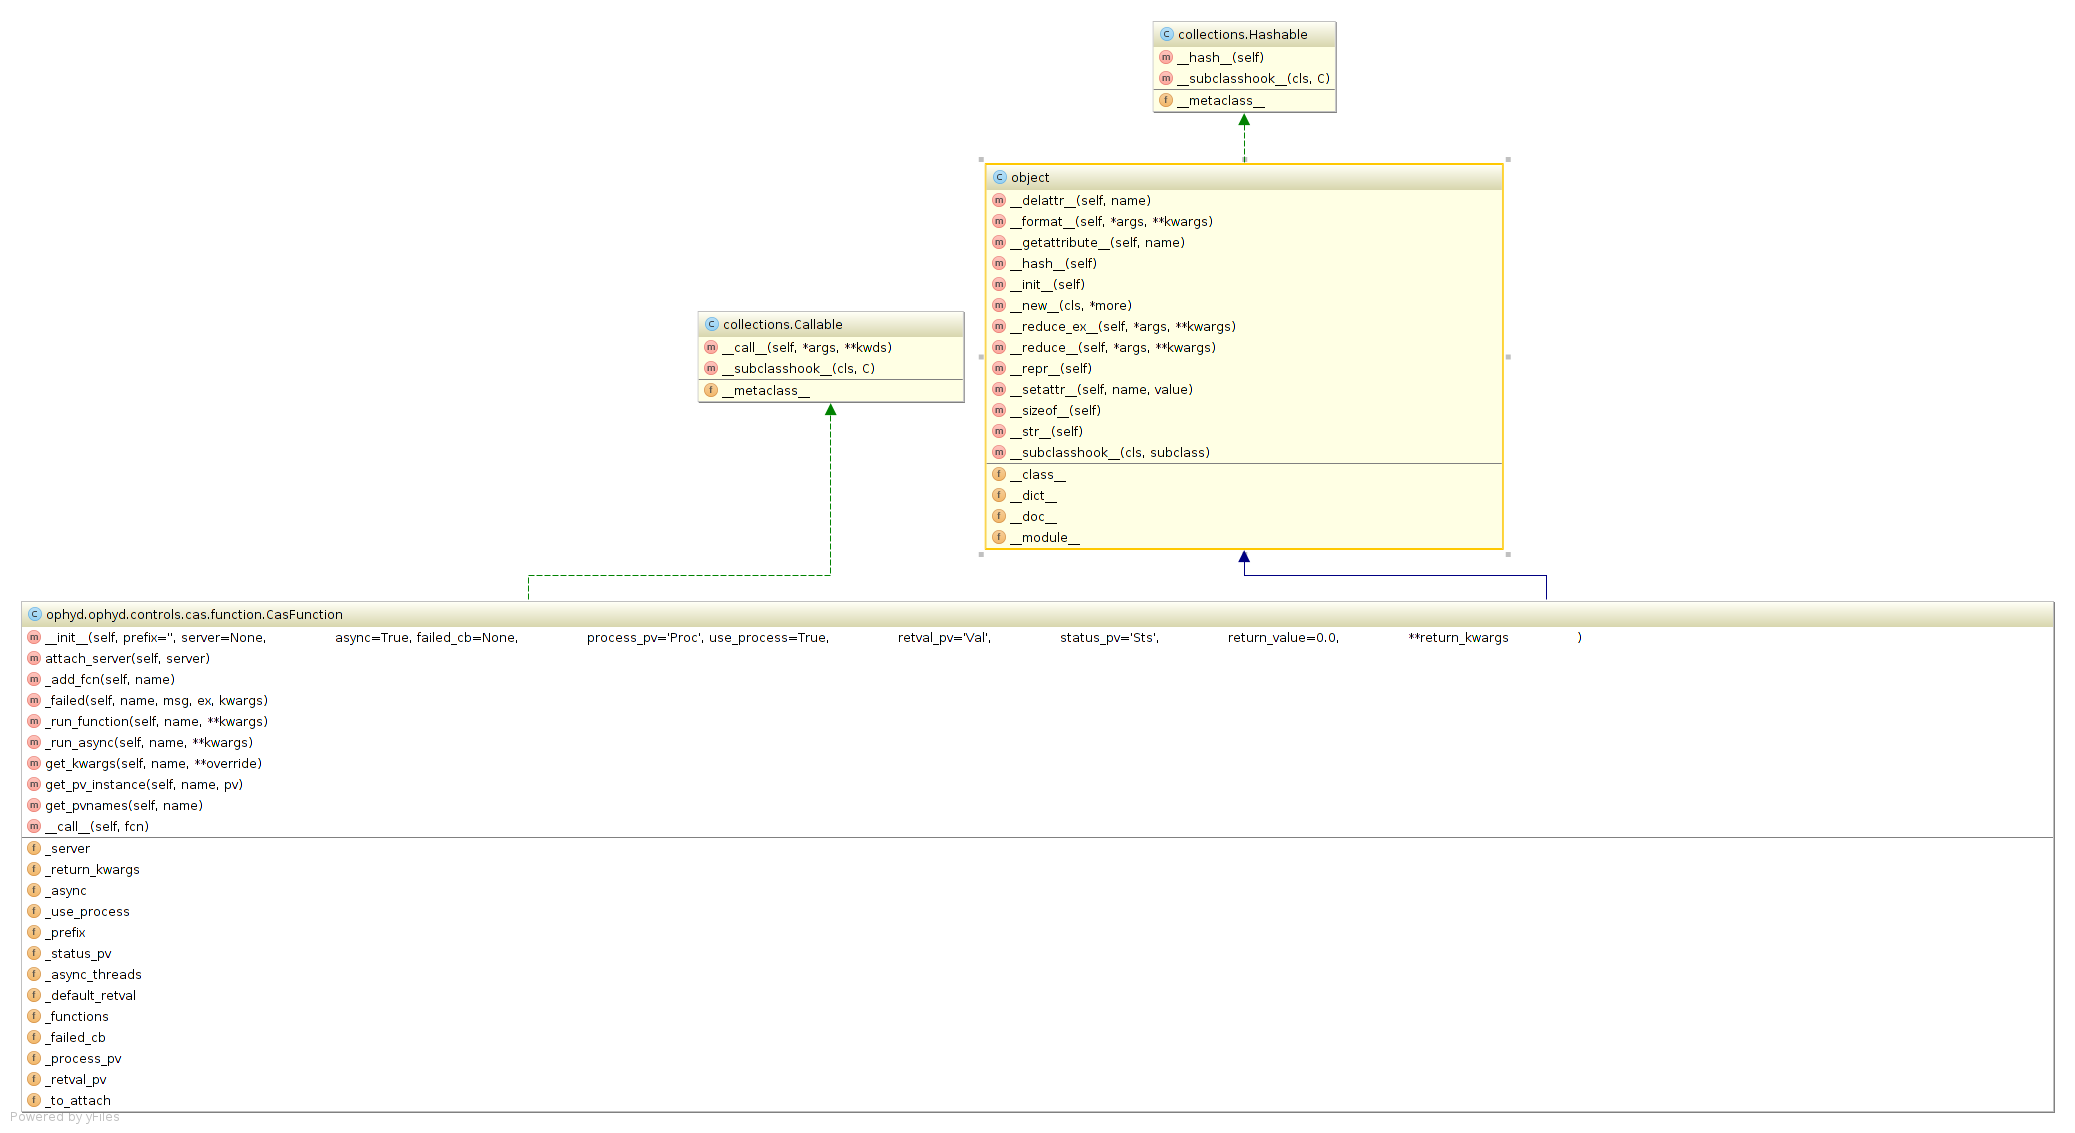 collections.Hashable
__hash__(self)
__subclasshook__(cls, C)
__metaclass__
object
__delattr__(self, name)
__format__(self, *args, **kwargs)
__getattribute__(self, name)
__hash__(self)
__init__(self)
__new__(cls, *more)
__reduce_ex__(self, *args, **kwargs)
__reduce__(self, *args, **kwargs)
__repr__(self)
__setattr__(self, name, value)
__sizeof__(self)
__str__(self)
__subclasshook__(cls, subclass)
__class__
__dict__
__doc__
__module__
collections.Callable
__call__(self, *args, **kwds)
__subclasshook__(cls, C)
__metaclass__
ophyd.ophyd.controls.cas.function.CasFunction
__init__(self, prefix='', server=None, async=True, failed_cb=None, process_pv='Proc', use_process=True, retval_pv='Val', status_pv='Sts', return_value=0.0, **return_kwargs )
attach_server(self, server)
_add_fcn(self, name)
_failed(self, name, msg, ex, kwargs)
_run_function(self, name, **kwargs)
_run_async(self, name, **kwargs)
get_kwargs(self, name, **override)
get_pv_instance(self, name, pv)
get_pvnames(self, name)
__call__(self, fcn)
_server
_return_kwargs
_async
_use_process
_prefix
_status_pv
_async_threads
_default_retval
_functions
_failed_cb
_process_pv
_retval_pv
_to_attach
Powered by yFiles